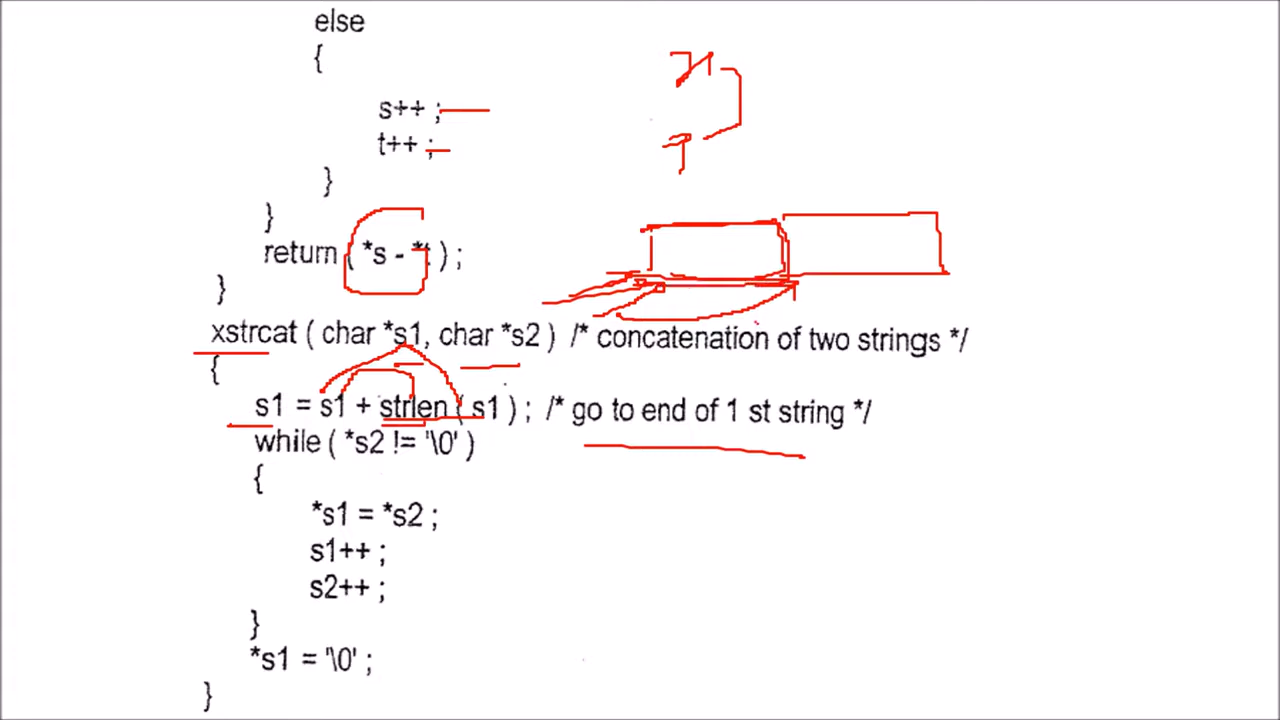 else
{
s++ ;
t++ ;
}
}
return ( *s - *t ) ;
}
xstrcat ( char *s1, char *s2 ) /* concatenation of two strings */
{
s1 = s1 + strlen ( s1 ) ; /* go to end of 1 st string */
while ( *s2 != '\0' )
{
*s1 = *s2 ;
s1++ ;
s2++ ;
}
*s1 = '\0' ;
}